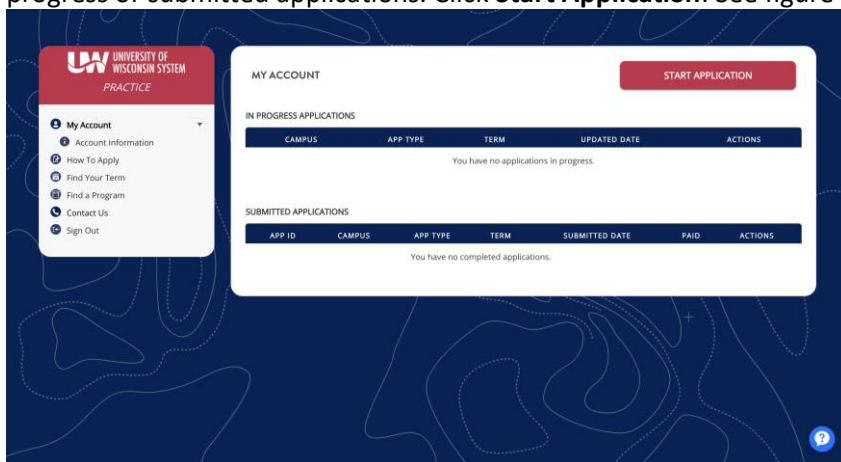 progress or submitted applications. Click Start Application. See figure
UW UNIVERSITY OF
WISCONSIN SYSTEM
PRACTICE
My Account
Account Information
How To Apply
Find Your Term
Find a Program
Contact Us
Sign Out
MY ACCOUNT
START APPLICATION
IN PROGRESS APPLICATIONS
CAMPUS APP TYPE TERM UPDATED DATE ACTIONS
You have no applications in progress.
SUBMITTED APPLICATIONS
APP ID CAMPUS APP TYPE TERM SUBMITTED DATE PAID ACTIONS
You have no completed applications.